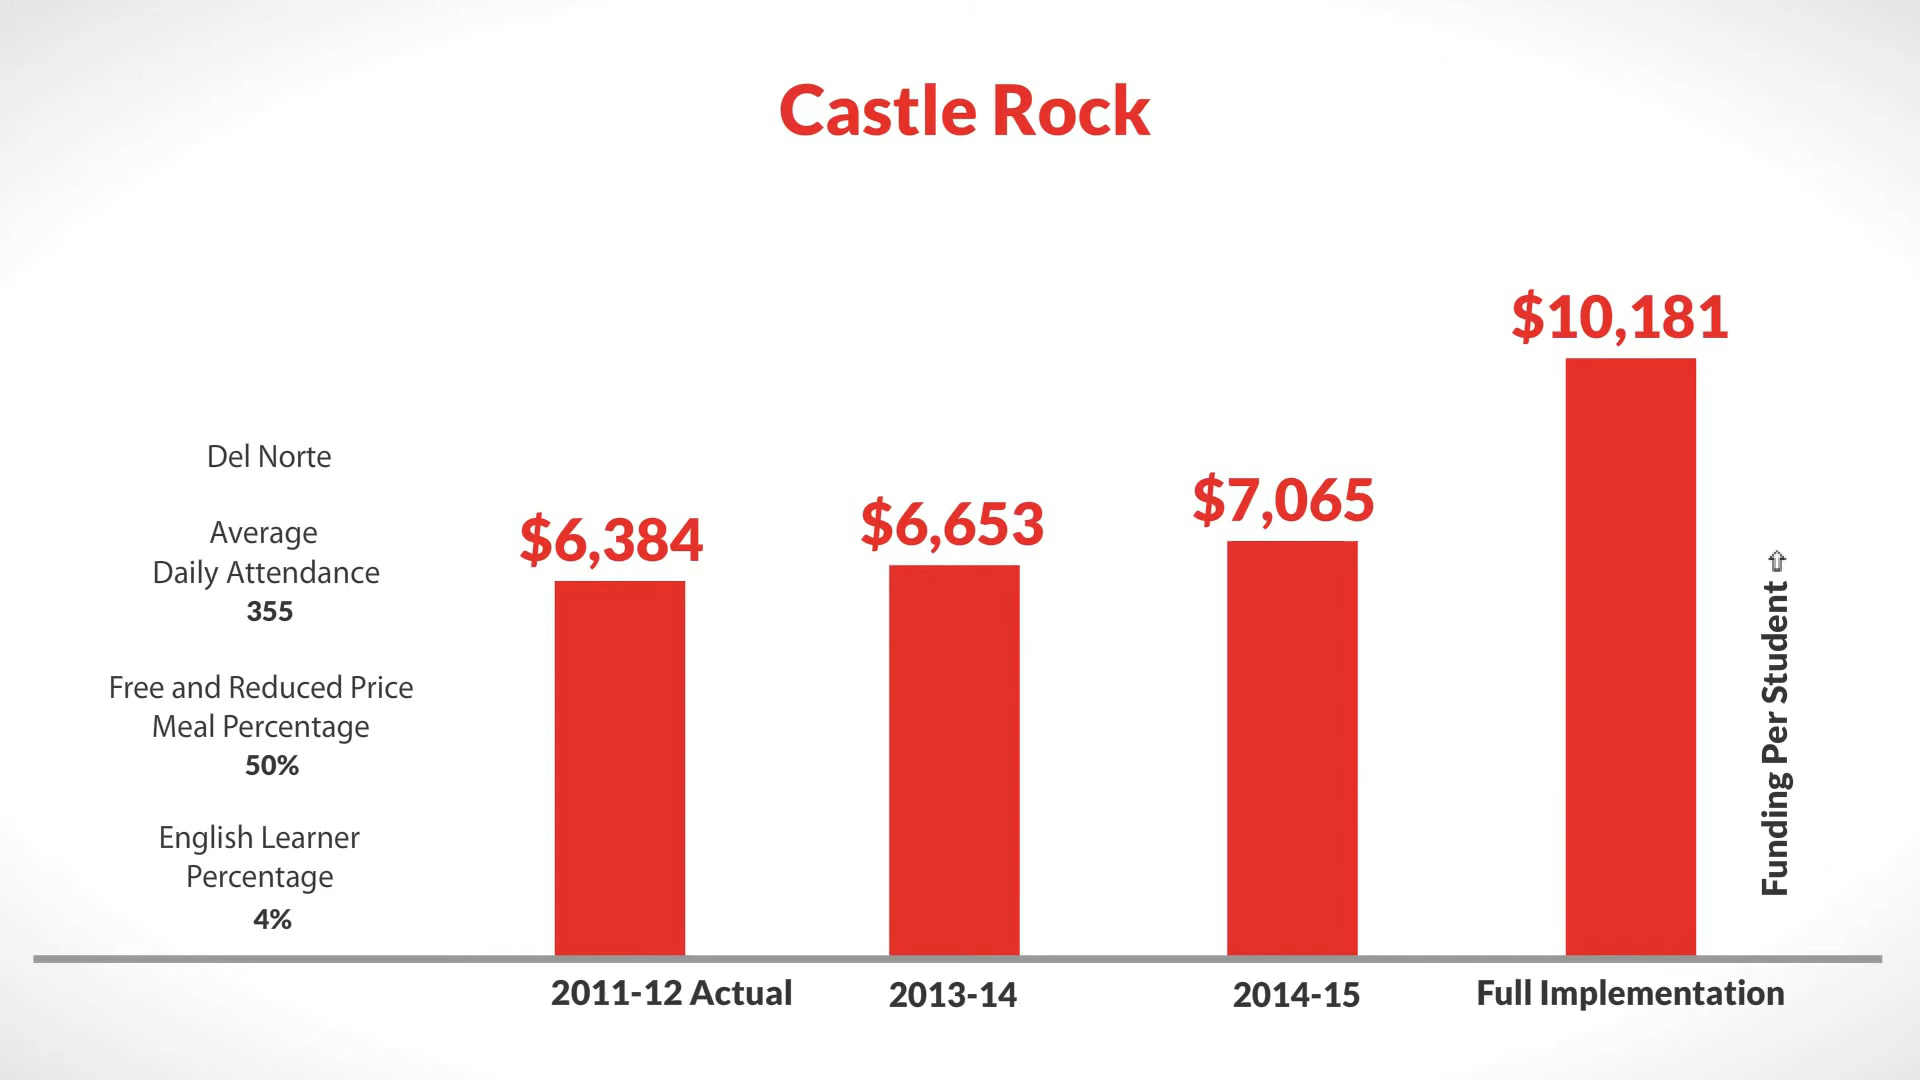 Castle Rock
Del Norte
Average
Daily Attendance
355
Free and Reduced Price
Meal Percentage
50%
English Learner
Percentage
4%
$6,384
$6,653
$7,065
$10,181
Funding Per Student ⇧
2011-12 Actual
2013-14
2014-15
Full Implementation